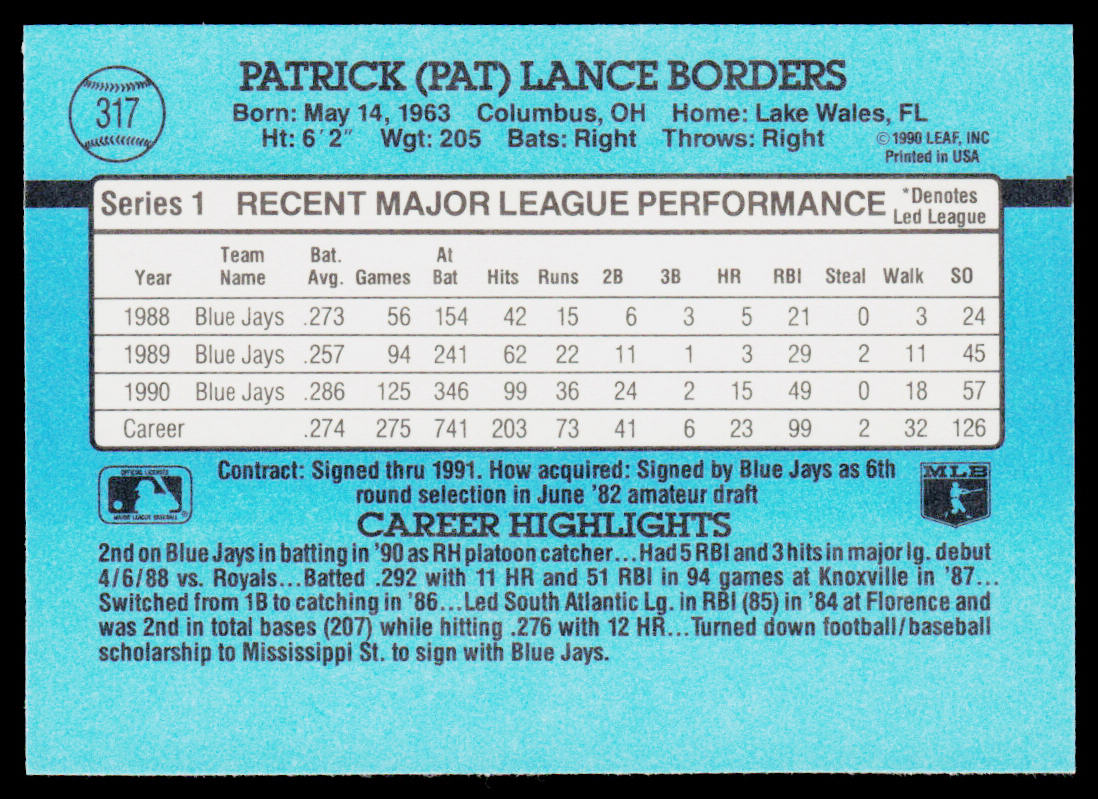 317
PATRICK (PAT) LANCE BORDERS
Born: May 14, 1963 Columbus, OH Home: Lake Wales, FL
Ht: 6´2˝ Wgt: 205 Bats: Right Throws: Right
© 1990 LEAF, INC
Printed in USA
Series 1 RECENT MAJOR LEAGUE PERFORMANCE *Denotes Led League
Year Team Name Bat. Avg. Games At Bat Hits Runs 2B 3B HR RBI Steal Walk SO
1988 Blue Jays .273 56 154 42 15 6 3 5 21 0 3 24
1989 Blue Jays .257 94 241 62 22 11 1 3 29 2 11 45
1990 Blue Jays .286 125 346 99 36 24 2 15 49 0 18 57
Career .274 275 741 203 73 41 6 23 99 2 32 126
OFFICIAL LICENSEE
MAJOR LEAGUE BASEBALL ®
MLB
Contract: Signed thru 1991. How acquired: Signed by Blue Jays as 6th
round selection in June '82 amateur draft
CAREER HIGHLIGHTS
2nd on Blue Jays in batting in '90 as RH platoon catcher...Had 5 RBI and 3 hits in major lg. debut
4/6/88 vs. Royals...Batted .292 with 11 HR and 51 RBI in 94 games at Knoxville in '87...
Switched from 1B to catching in '86...Led South Atlantic Lg. in RBI (85) in '84 at Florence and
was 2nd in total bases (207) while hitting .276 with 12 HR...Turned down football/baseball
scholarship to Mississippi St. to sign with Blue Jays.